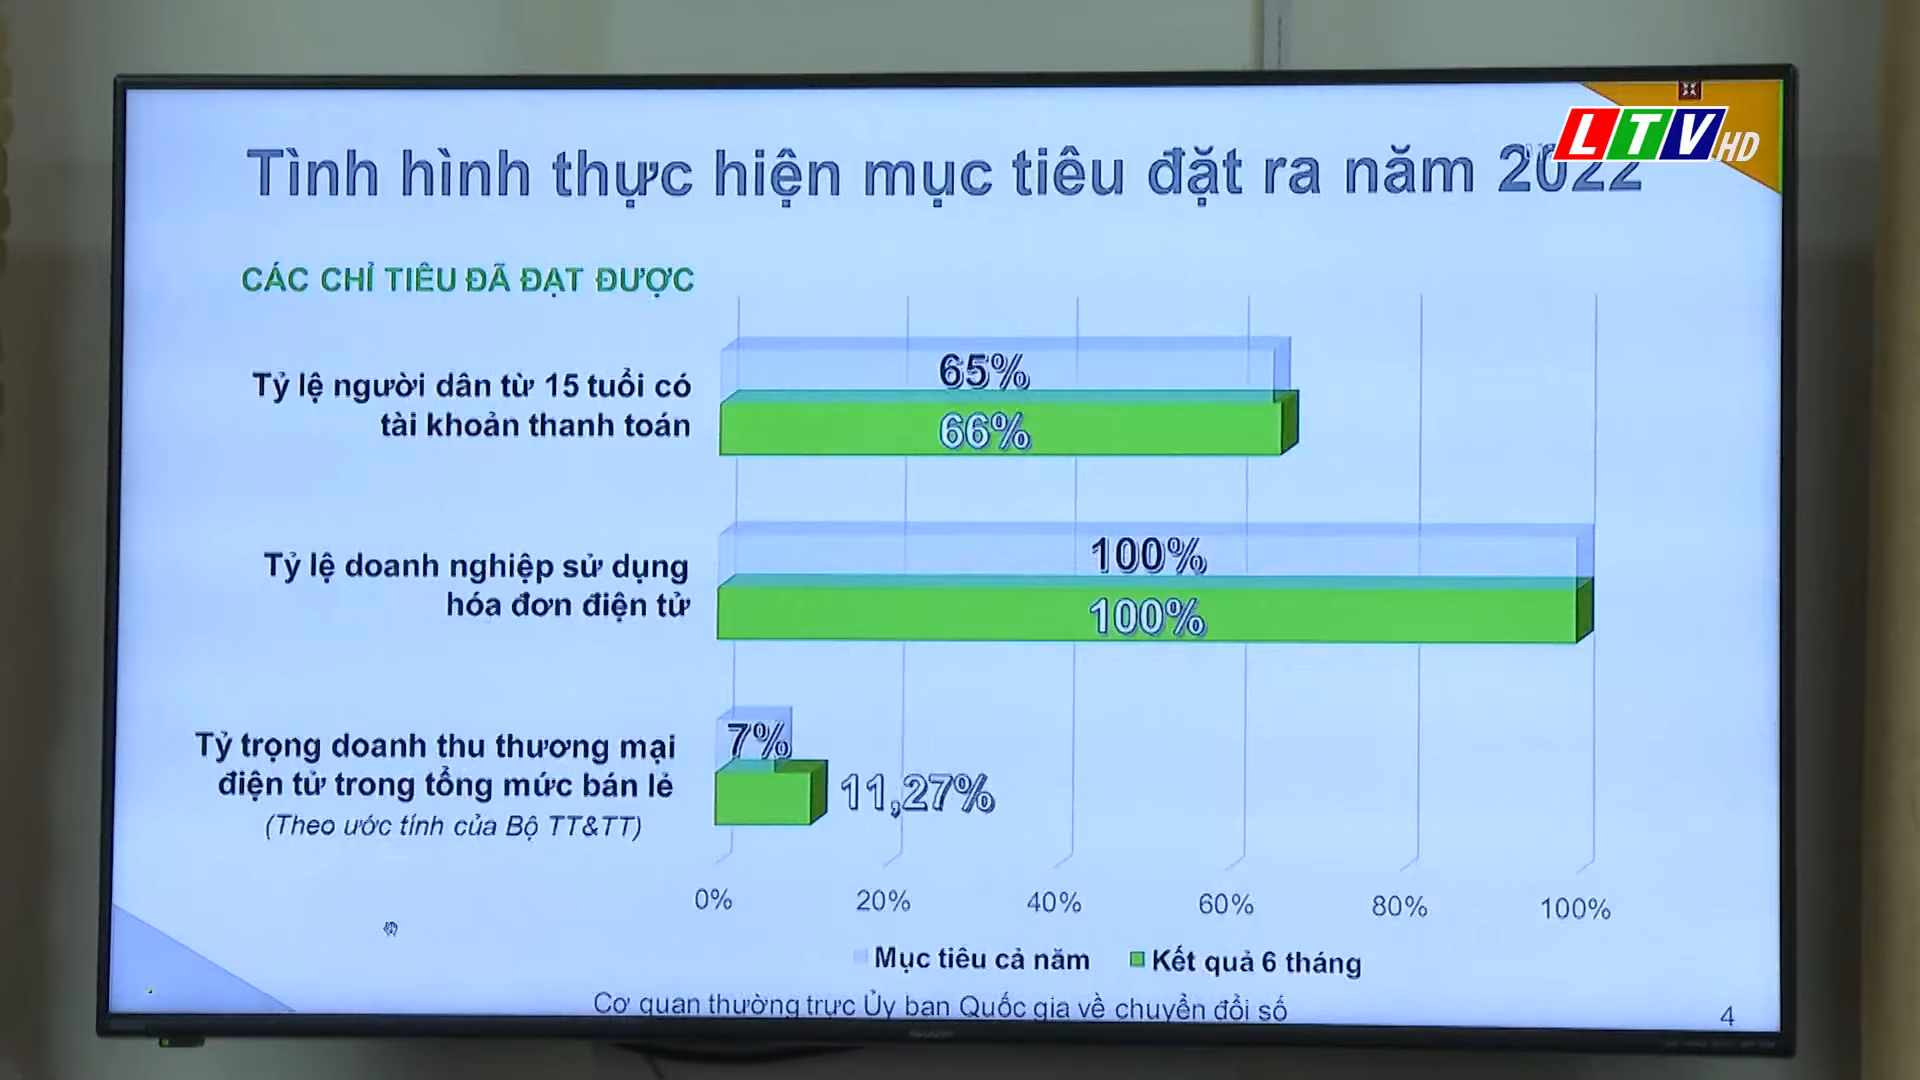 LTV HD
Tình hình thực hiện mục tiêu đặt ra năm 2022
CÁC CHỈ TIÊU ĐÃ ĐẠT ĐƯỢC
Tỷ lệ người dân từ 15 tuổi có
tài khoản thanh toán
65%
66%
Tỷ lệ doanh nghiệp sử dụng
hóa đơn điện tử
100%
100%
Tỷ trọng doanh thu thương mại
điện tử trong tổng mức bán lẻ
(Theo ước tính của Bộ TT&TT)
7%
11,27%
0% 20% 40% 60% 80% 100%
Mục tiêu cả năm Kết quả 6 tháng
Cơ quan thường trực Ủy ban Quốc gia về chuyển đổi số
4
SHARP